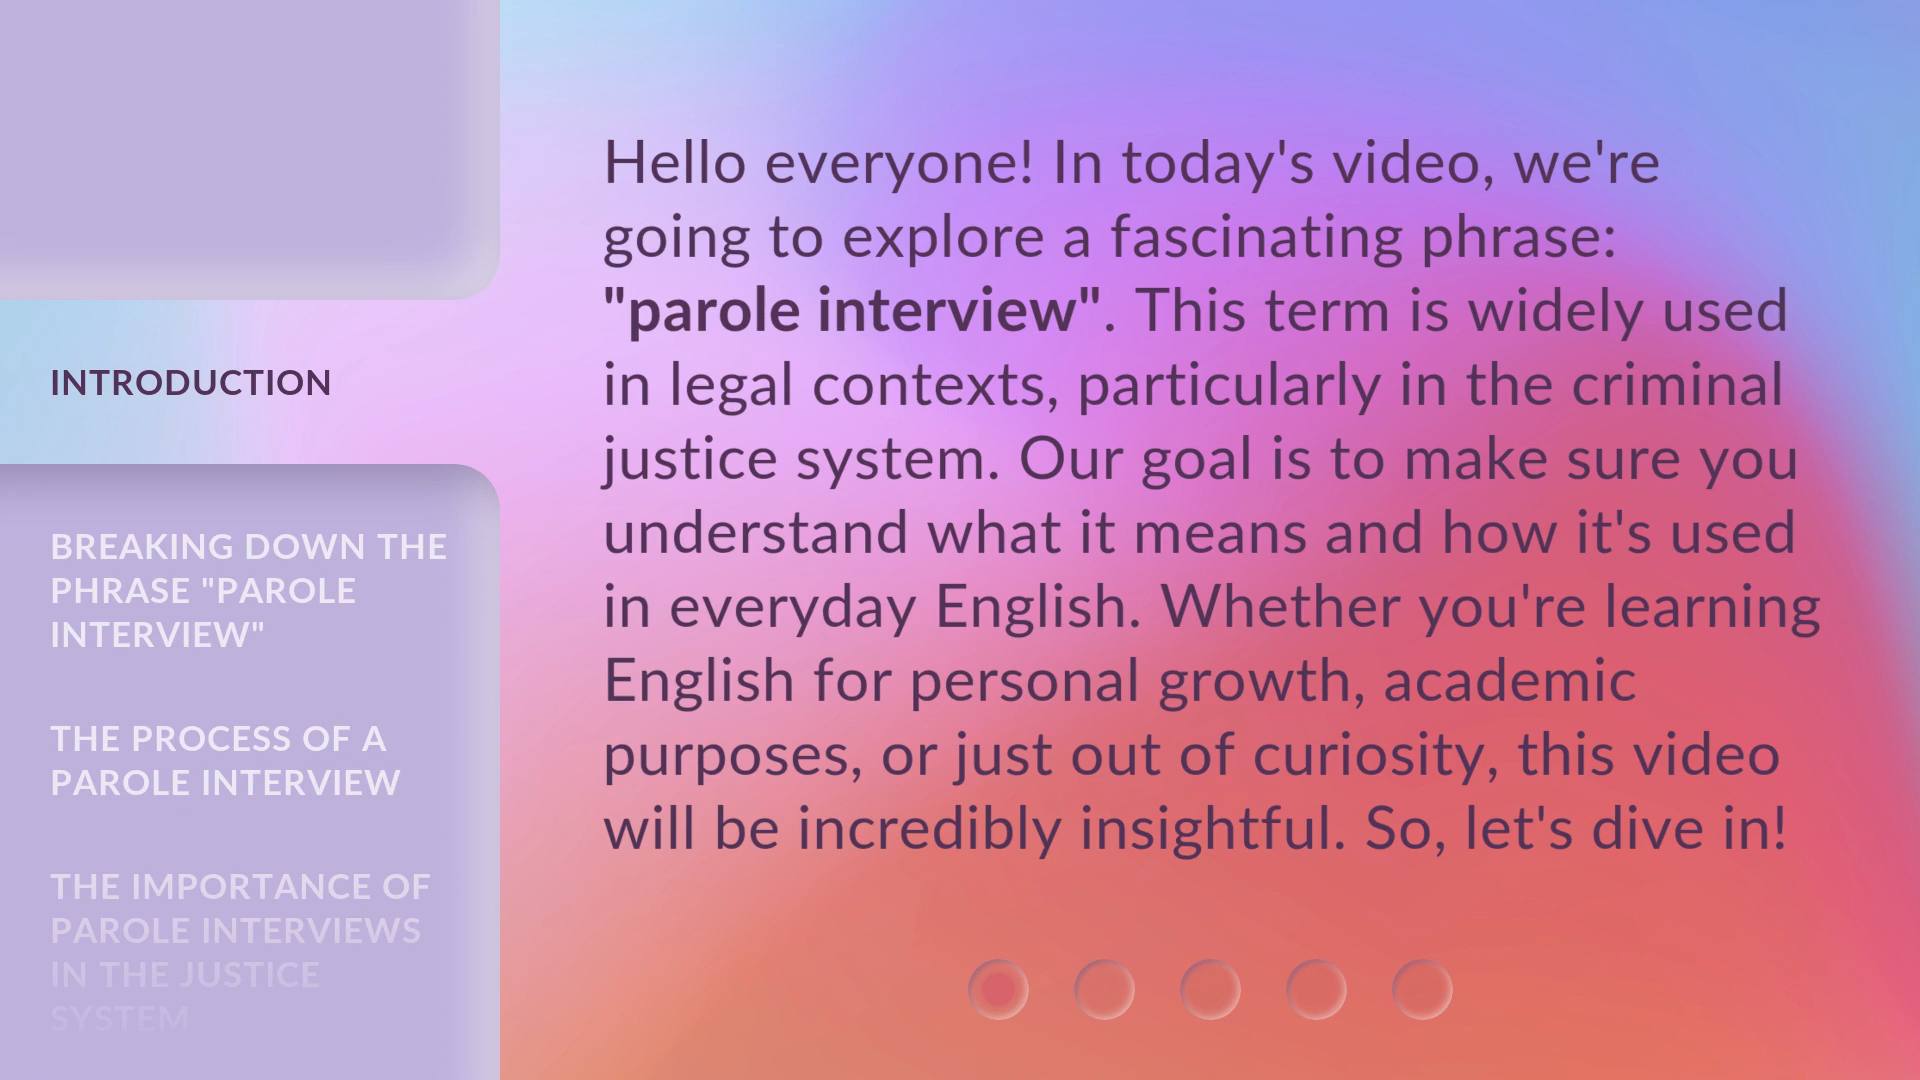 INTRODUCTION
BREAKING DOWN THE
PHRASE "PAROLE
INTERVIEW"
THE PROCESS OF A
PAROLE INTERVIEW
THE IMPORTANCE OF
PAROLE INTERVIEWS
IN THE JUSTICE
SYSTEM
Hello everyone! In today's video, we're
going to explore a fascinating phrase:
"parole interview". This term is widely used
in legal contexts, particularly in the criminal
justice system. Our goal is to make sure you
understand what it means and how it's used
in everyday English. Whether you're learning
English for personal growth, academic
purposes, or just out of curiosity, this video
will be incredibly insightful. So, let's dive in!